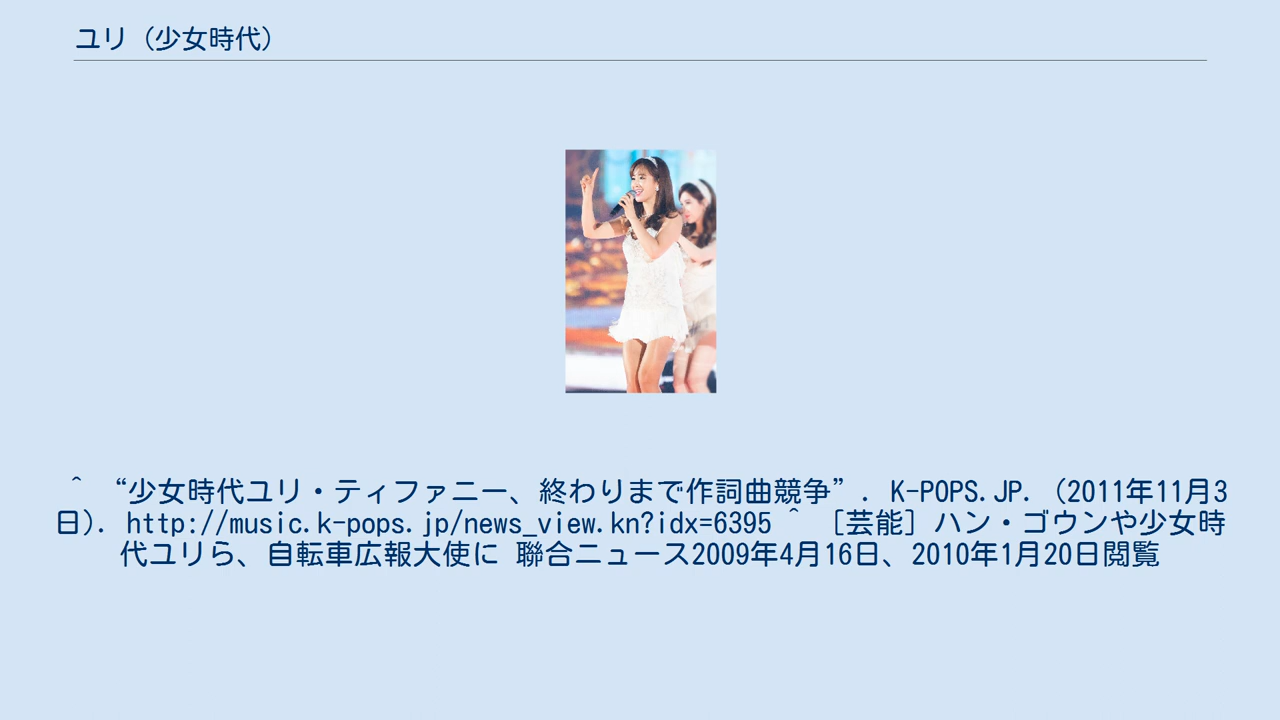 ユリ (少女時代)
^ “少女時代ユリ・ティファニー、終わりまで作詞曲競争”. K-POPS.JP. (2011年11月3
日). http://music.k-pops.jp/news_view.kn?idx=6395 ^ [芸能] ハン・ゴウンや少女時
代ユリら、自転車広報大使に 聯合ニュース2009年4月16日、2010年1月20日閲覧